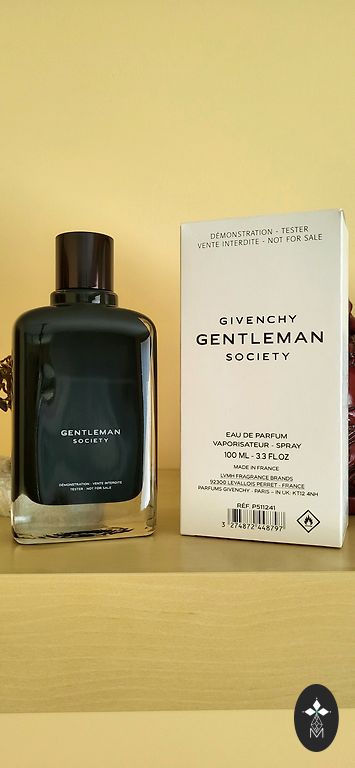 DÉMONSTRATION - TESTER
VENTE INTERDITE - NOT FOR SALE
GIVENCHY
GENTLEMAN
SOCIETY
EAU DE PARFUM
VAPORISATEUR - SPRAY
100 ML - 3.3 FL.OZ
MADE IN FRANCE
LVMH FRAGRANCE BRANDS
92300 LEVALLOIS PERRET - FRANCE
PARFUMS GIVENCHY - PARIS - IN UK: KT12 4NH
RÉF. P511241
3 274872 448797
GENTLEMAN
SOCIETY
DÉMONSTRATION - VENTE INTERDITE
TESTER - NOT FOR SALE
M